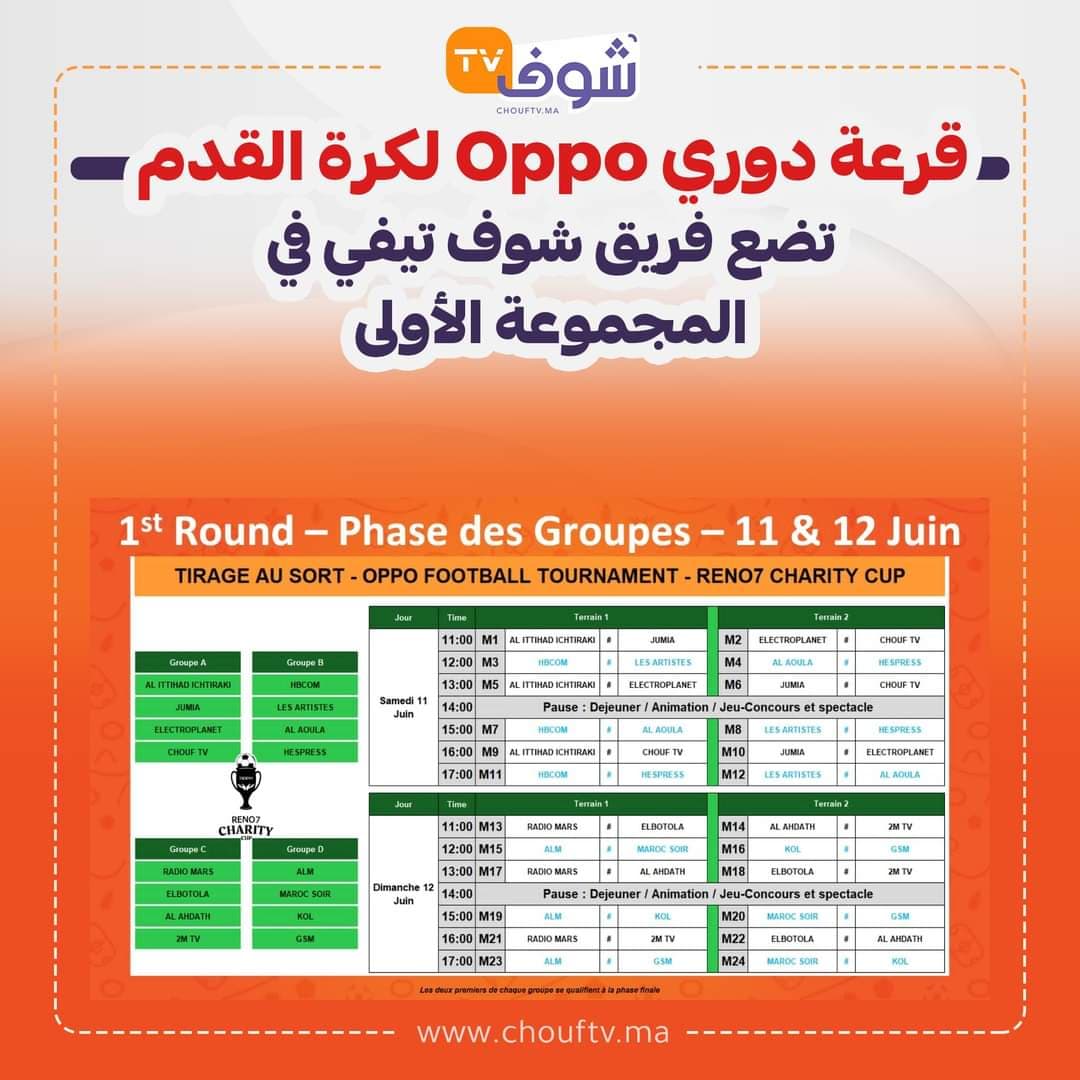 شوف TV
CHOUFTV.MA
قرعة دوري Oppo لكرة القدم
تضع فريق شوف تيفي في
المجموعة الأولى
1st Round – Phase des Groupes – 11 & 12 Juin
TIRAGE AU SORT - OPPO FOOTBALL TOURNAMENT - RENO7 CHARITY CUP
Groupe A Groupe B
AL ITTIHAD ICHTIRAKI HBCOM
JUMIA LES ARTISTES
ELECTROPLANET AL AOULA
CHOUF TV HESPRESS
RENO7
CHARITY
CUP
Groupe C Groupe D
RADIO MARS ALM
ELBOTOLA MAROC SOIR
AL AHDATH KOL
2M TV GSM
Jour Time Terrain 1 Terrain 2
Samedi 11
Juin
11:00 M1 AL ITTIHAD ICHTIRAKI # JUMIA M2 ELECTROPLANET # CHOUF TV
12:00 M3 HBCOM # LES ARTISTES M4 AL AOULA # HESPRESS
13:00 M5 AL ITTIHAD ICHTIRAKI # ELECTROPLANET M6 JUMIA # CHOUF TV
14:00 Pause : Dejeuner / Animation / Jeu-Concours et spectacle
15:00 M7 HBCOM # AL AOULA M8 LES ARTISTES # HESPRESS
16:00 M9 AL ITTIHAD ICHTIRAKI # CHOUF TV M10 JUMIA # ELECTROPLANET
17:00 M11 HBCOM # HESPRESS M12 LES ARTISTES # AL AOULA
Jour Time Terrain 1 Terrain 2
Dimanche 12
Juin
11:00 M13 RADIO MARS # ELBOTOLA M14 AL AHDATH # 2M TV
12:00 M15 ALM # MAROC SOIR M16 KOL # GSM
13:00 M17 RADIO MARS # AL AHDATH M18 ELBOTOLA # 2M TV
14:00 Pause : Dejeuner / Animation / Jeu-Concours et spectacle
15:00 M19 ALM # KOL M20 MAROC SOIR # GSM
16:00 M21 RADIO MARS # 2M TV M22 ELBOTOLA # AL AHDATH
17:00 M23 ALM # GSM M24 MAROC SOIR # KOL
Les deux premiers de chaque groupe se qualifient à la phase finale
www.chouftv.ma